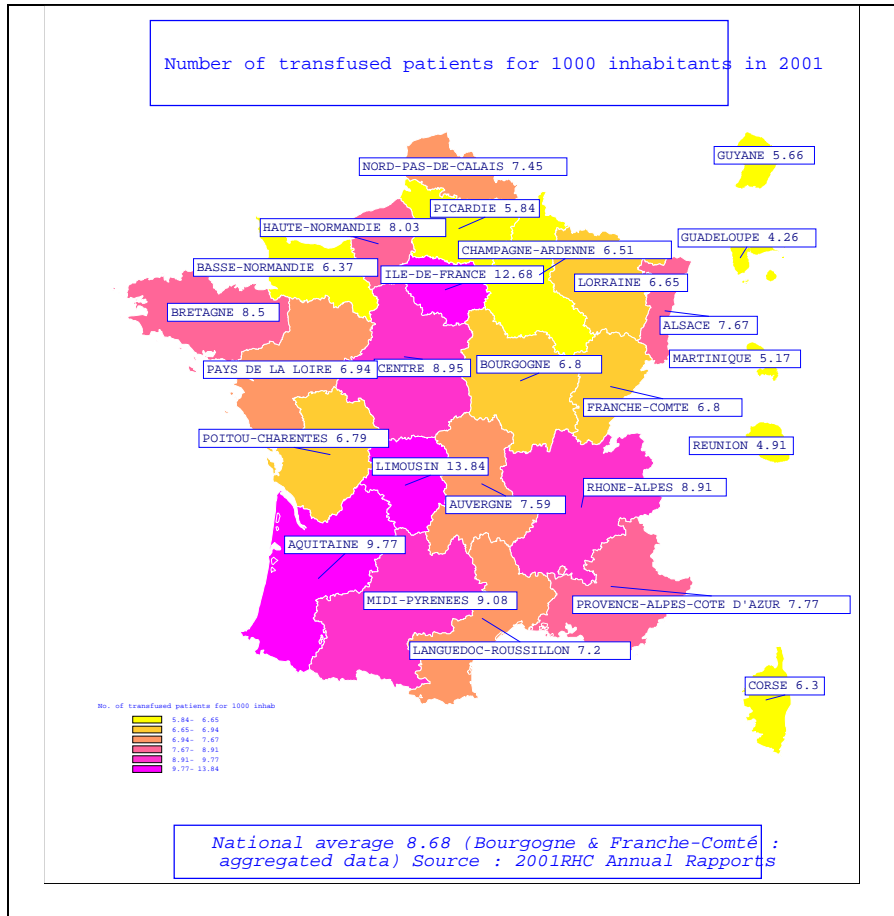 Number of transfused patients for 1000 inhabitants in 2001
GUYANE 5.66
NORD-PAS-DE-CALAIS 7.45
PICARDIE 5.84
HAUTE-NORMANDIE 8.03
GUADELOUPE 4.26
CHAMPAGNE-ARDENNE 6.51
BASSE-NORMANDIE 6.37
ILE-DE-FRANCE 12.68
LORRAINE 6.65
BRETAGNE 8.5
ALSACE 7.67
MARTINIQUE 5.17
PAYS DE LA LOIRE 6.94
CENTRE 8.95
BOURGOGNE 6.8
FRANCHE-COMTE 6.8
POITOU-CHARENTES 6.79
REUNION 4.91
LIMOUSIN 13.84
RHONE-ALPES 8.91
AUVERGNE 7.59
AQUITAINE 9.77
MIDI-PYRENEES 9.08
PROVENCE-ALPES-COTE D'AZUR 7.77
LANGUEDOC-ROUSSILLON 7.2
CORSE 6.3
No. of transfused patients for 1000 inhab
5.84- 6.65
6.65- 6.94
6.94- 7.67
7.67- 8.91
8.91- 9.77
9.77- 13.84
National average 8.68 (Bourgogne & Franche-Comté :
aggregated data) Source : 2001RHC Annual Rapports